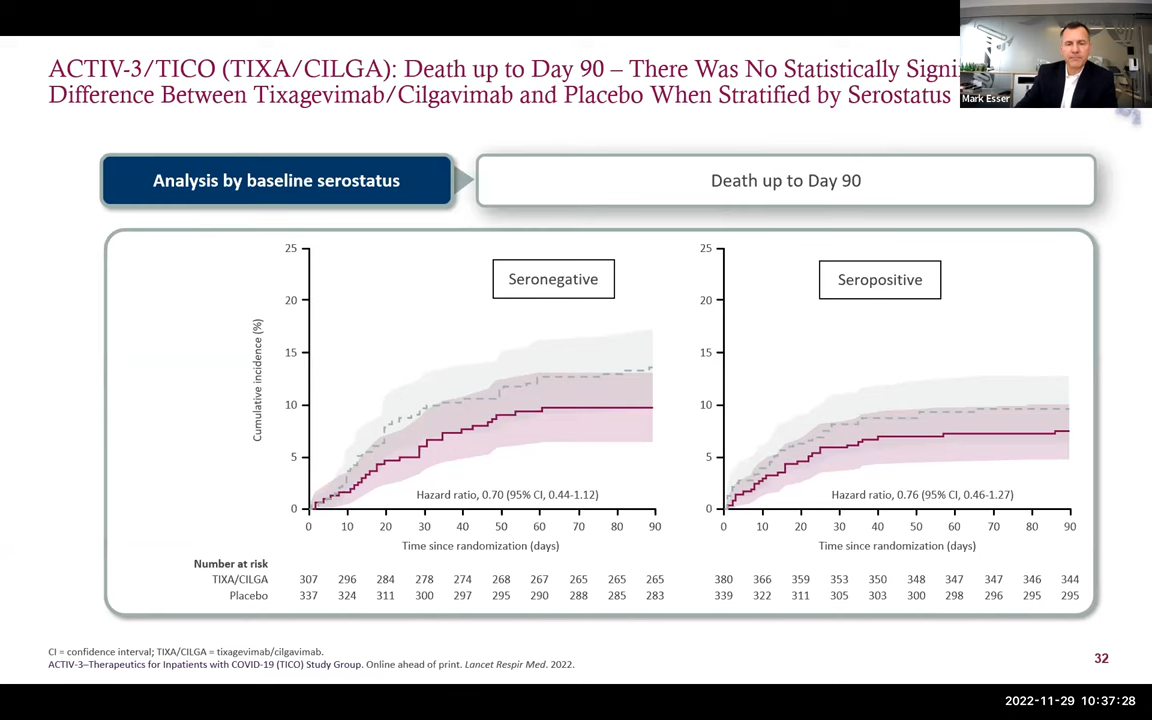 ACTIV-3/TICO (TIXA/CILGA): Death up to Day 90 – There Was No Statistically
Difference Between Tixagevimab/Cilgavimab and Placebo When Stratified by Serostatus
Mark Esser
Analysis by baseline serostatus
Death up to Day 90
Seronegative
25
20
15
10
5
0
Cumulative incidence (%)
Hazard ratio, 0.70 (95% CI, 0.44-1.12)
0 10 20 30 40 50 60 70 80 90
Time since randomization (days)
Seropositive
25
20
15
10
5
0
Hazard ratio, 0.76 (95% CI, 0.46-1.27)
0 10 20 30 40 50 60 70 80 90
Time since randomization (days)
Number at risk
TIXA/CILGA 307 296 284 278 274 268 267 265 265 265 380 366 359 353 350 348 347 347 346 344
Placebo 337 324 311 300 297 295 290 288 285 283 339 322 311 305 303 300 298 296 295 295
CI = confidence interval; TIXA/CILGA = tixagevimab/cilgavimab.
ACTIV-3–Therapeutics for Inpatients with COVID-19 (TICO) Study Group. Online ahead of print. Lancet Respir Med. 2022.
32
2022-11-29 10:37:28